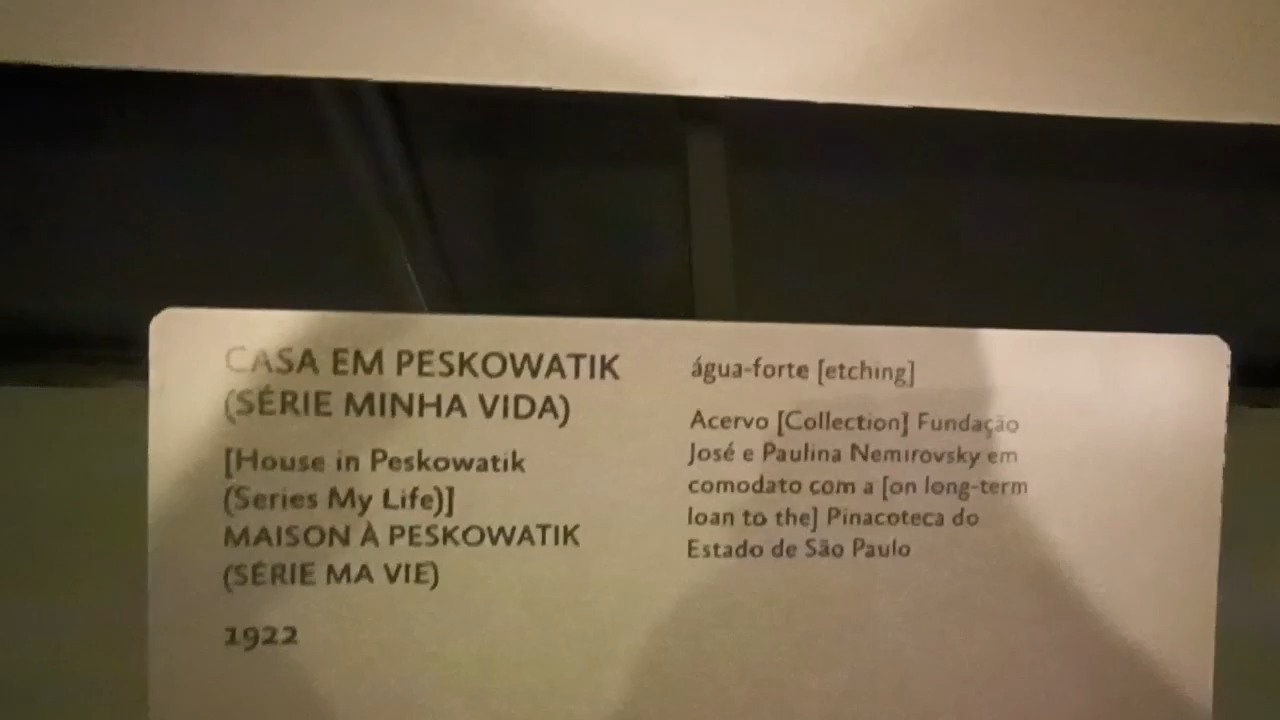 CASA EM PESKOWATIK
(SÉRIE MINHA VIDA)
[House in Peskowatik
(Series My Life)]
MAISON À PESKOWATIK
(SÉRIE MA VIE)
1922
água-forte [etching]
Acervo [Collection] Fundação
José e Paulina Nemirovsky em
comodato com a [on long-term
loan to the] Pinacoteca do
Estado de São Paulo